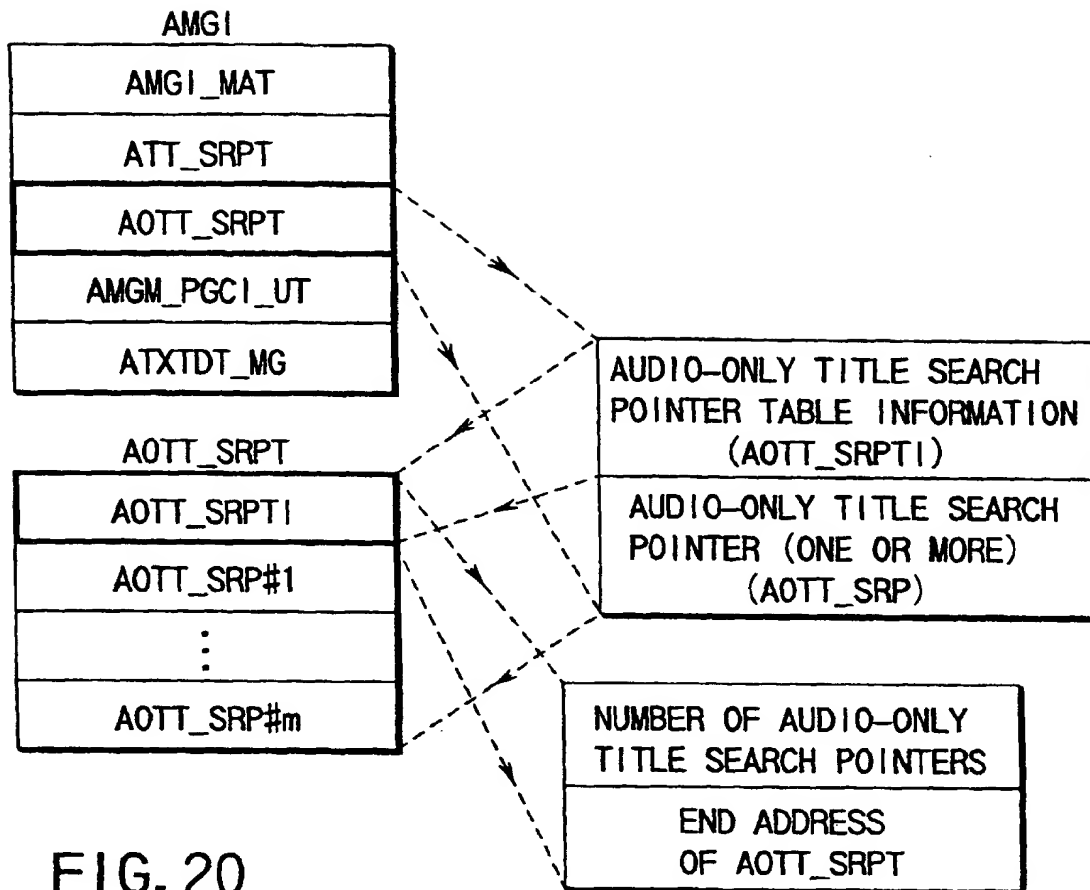 AMGI
AMGI_MAT
ATT_SRPT
AOTT_SRPT
AMGM_PGCI_UT
ATXTDT_MG
AUDIO-ONLY TITLE SEARCH
POINTER TABLE INFORMATION
(AOTT_SRPTI)
AUDIO-ONLY TITLE SEARCH
POINTER (ONE OR MORE)
(AOTT_SRP)
AOTT_SRPT
AOTT_SRPTI
AOTT_SRP#1
⋮
AOTT_SRP#m
NUMBER OF AUDIO-ONLY
TITLE SEARCH POINTERS
END ADDRESS
OF AOTT_SRPT
FIG. 20